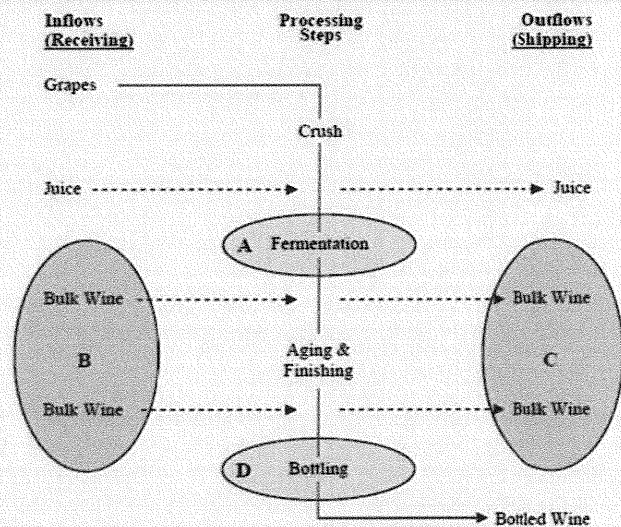 Inflows
(Receiving)
Processing
Steps
Outflows
(Shipping)
Grapes
Crush
Juice
Juice
A Fermentation
Bulk Wine
Bulk Wine
B
Aging &
Finishing
C
Bulk Wine
Bulk Wine
D Bottling
Bottled Wine